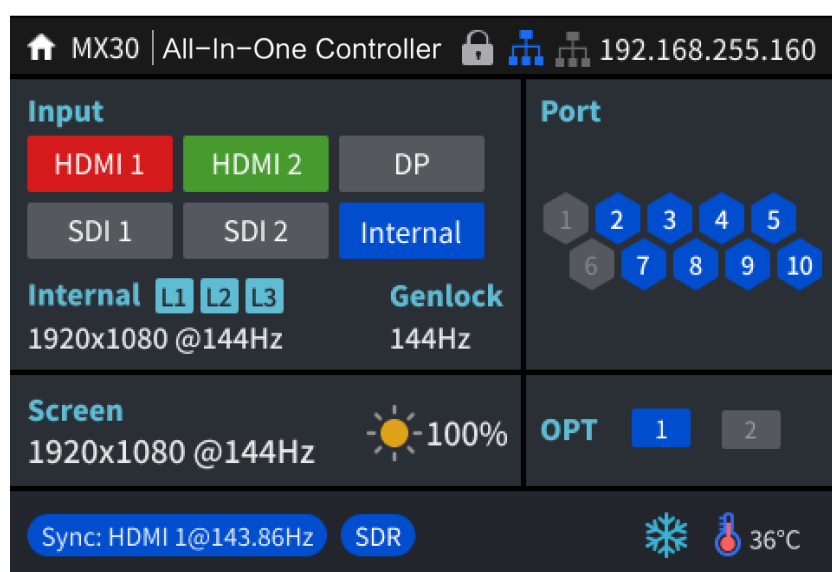 MX30 | All-In-One Controller 192.168.255.160
Input
HDMI 1 HDMI 2 DP
SDI 1 SDI 2 Internal
Internal L1 L2 L3 Genlock
1920x1080 @144Hz 144Hz
Port
1 2 3 4 5
6 7 8 9 10
Screen
1920x1080 @144Hz 100%
OPT 1 2
Sync: HDMI 1@143.86Hz SDR 36°C